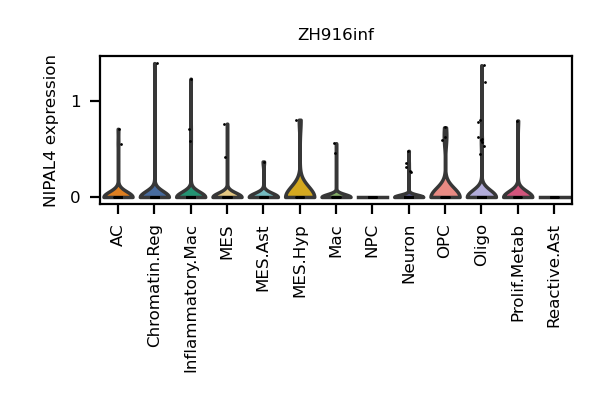 ZH916inf
NIPAL4 expression
1
0
AC
Chromatin.Reg
Inflammatory.Mac
MES
MES.Ast
MES.Hyp
Mac
NPC
Neuron
OPC
Oligo
Prolif.Metab
Reactive.Ast